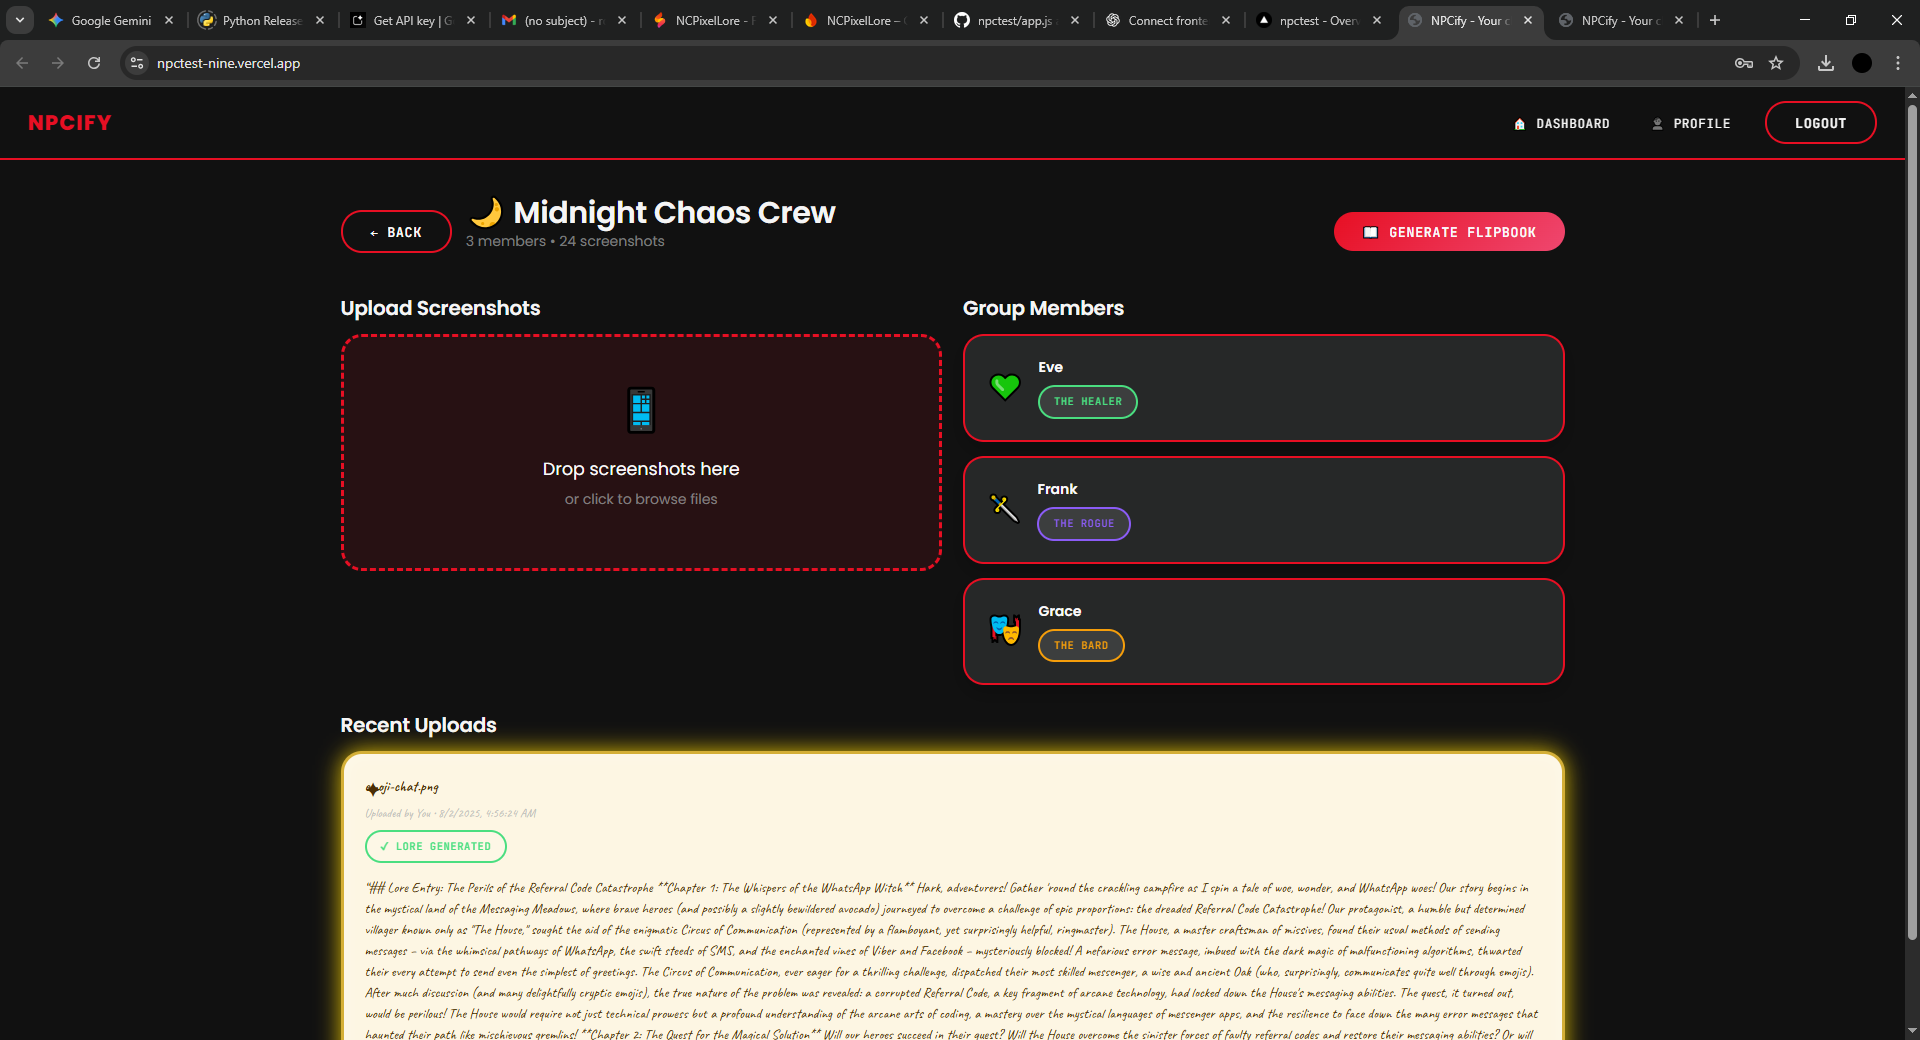 Google Gemini
Python Release
Get API key | G
(no subject) - r
NCPixelLore - F
NCPixelLore –
npctest/app.js
Connect fronte
npctest - Over
NPCify - Your c
NPCify - Your c
npctest-nine.vercel.app
NPCIFY
DASHBOARD
PROFILE
LOGOUT
← BACK
🌙 Midnight Chaos Crew
3 members • 24 screenshots
GENERATE FLIPBOOK
Upload Screenshots
Drop screenshots here
or click to browse files
Group Members
Eve
THE HEALER
Frank
THE ROGUE
Grace
THE BARD
Recent Uploads
emoji-chat.png
Uploaded by You • 8/2/2025, 4:56:24 AM
✓ LORE GENERATED
"## Lore Entry: The Perils of the Referral Code Catastrophe **Chapter 1: The Whispers of the WhatsApp Witch** Hark, adventurers! Gather 'round the crackling campfire as I spin a tale of woe, wonder, and WhatsApp woes! Our story begins in
the mystical land of the Messaging Meadows, where brave heroes (and possibly a slightly bewildered avocado) journeyed to overcome a challenge of epic proportions: the dreaded Referral Code Catastrophe! Our protagonist, a humble but determined
villager known only as "The House," sought the aid of the enigmatic Circus of Communication (represented by a flamboyant, yet surprisingly helpful, ringmaster). The House, a master craftsman of missives, found their usual methods of sending
messages – via the whimsical pathways of WhatsApp, the swift steeds of SMS, and the enchanted vines of Viber and Facebook – mysteriously blocked! A nefarious error message, imbued with the dark magic of malfunctioning algorithms, thwarted
their every attempt to send even the simplest of greetings. The Circus of Communication, ever eager for a thrilling challenge, dispatched their most skilled messenger, a wise and ancient Oak (who, surprisingly, communicates quite well through emojis).
After much discussion (and many delightfully cryptic emojis), the true nature of the problem was revealed: a corrupted Referral Code, a key fragment of arcane technology, had locked down the House's messaging abilities. The quest, it turned out,
would be perilous! The House would require not just technical prowess but a profound understanding of the arcane arts of coding, a mastery over the mystical languages of messenger apps, and the resilience to face down the many error messages that
haunted their path like mischievous gremlins! **Chapter 2: The Quest for the Magical Solution** Will our heroes succeed in their quest? Will the House overcome the sinister forces of faulty referral codes and restore their messaging abilities? Or will